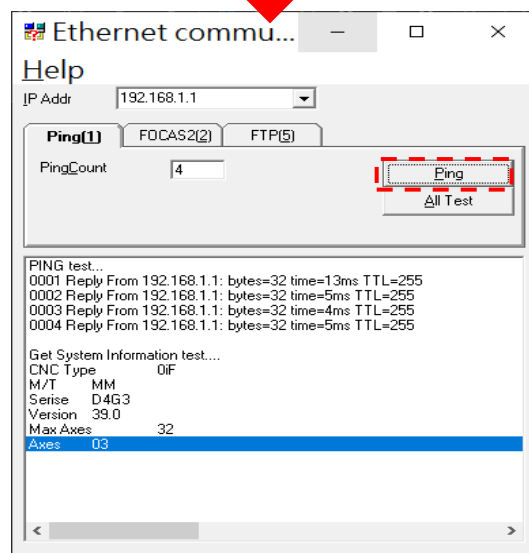 Ethernet commu...
Help
IP Addr 192.168.1.1
Ping(1) FOCAS2(2) FTP(5)
PingCount 4 Ping
All Test
PING test...
0001 Reply From 192.168.1.1: bytes=32 time=13ms TTL=255
0002 Reply From 192.168.1.1: bytes=32 time=5ms TTL=255
0003 Reply From 192.168.1.1: bytes=32 time=4ms TTL=255
0004 Reply From 192.168.1.1: bytes=32 time=5ms TTL=255
Get System Information test....
CNC Type 0iF
M/T MM
Serise D4G3
Version 39.0
Max Axes 32
Axes 03